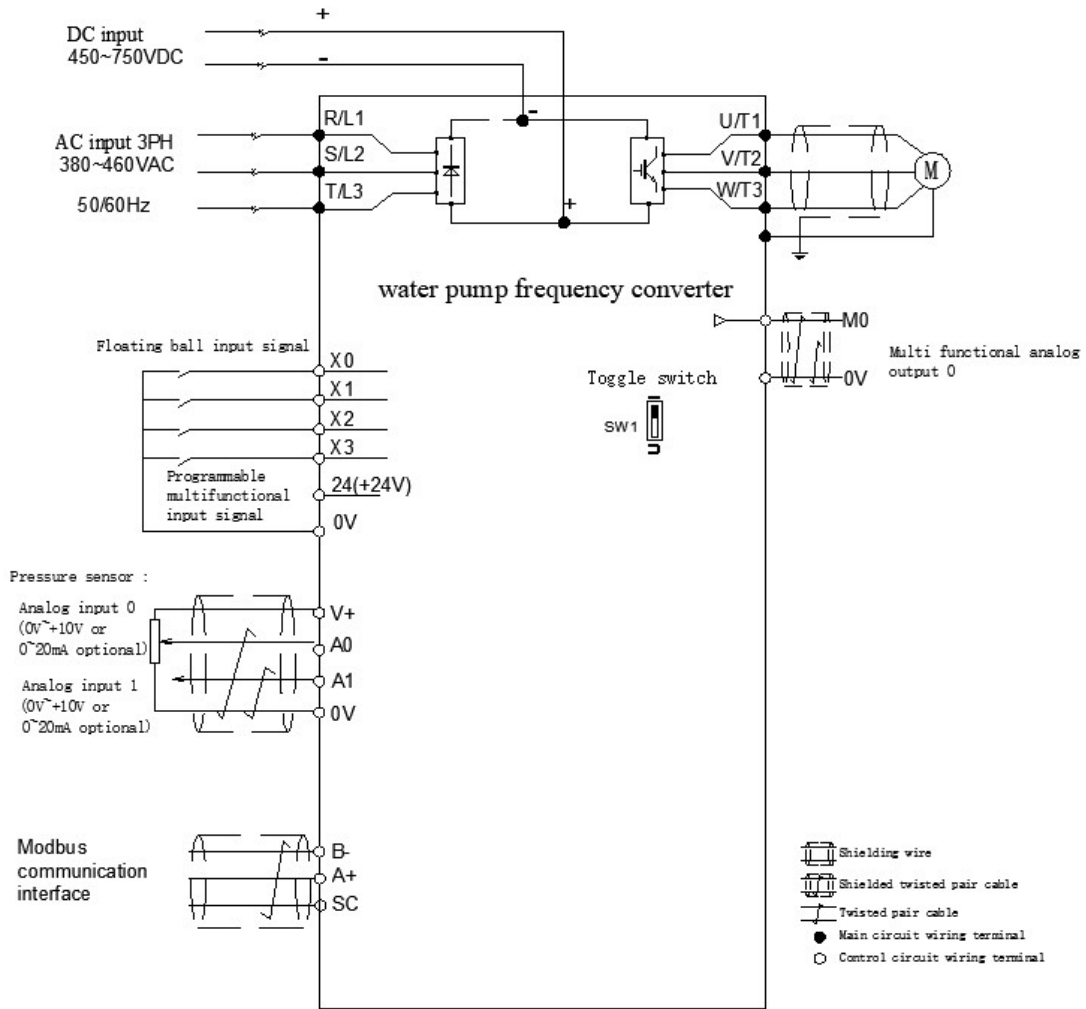 +
DC input
450~750VDC
-
R/L1
AC input 3PH
S/L2
380~460VAC
T/L3
50/60Hz
-
+
U/T1
V/T2
W/T3
M
water pump frequency converter
M0
Multi functional analog
output 0
0V
Floating ball input signal
X0
X1
X2
X3
Programmable
multifunctional
input signal
24(+24V)
0V
Toggle switch
I
SW1
U
Pressure sensor :
Analog input 0
(0V~+10V or
0~20mA optional)
Analog input 1
(0V~+10V or
0~20mA optional)
V+
A0
A1
0V
Modbus
communication
interface
B-
A+
SC
Shielding wire
Shielded twisted pair cable
Twisted pair cable
Main circuit wiring terminal
Control circuit wiring terminal